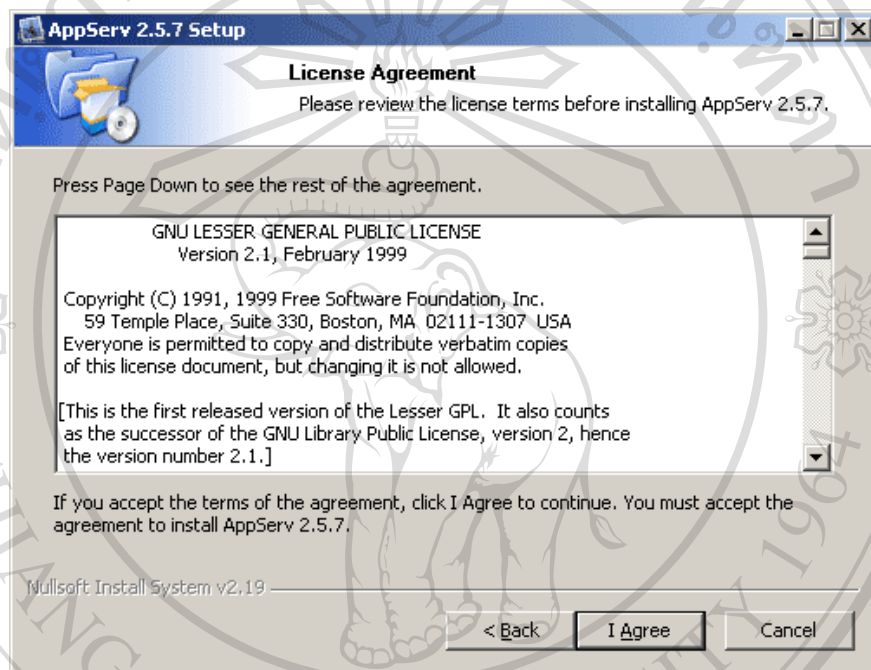 AppServ 2.5.7 Setup
License Agreement
Please review the license terms before installing AppServ 2.5.7.
Press Page Down to see the rest of the agreement.
GNU LESSER GENERAL PUBLIC LICENSE
Version 2.1, February 1999
Copyright (C) 1991, 1999 Free Software Foundation, Inc.
59 Temple Place, Suite 330, Boston, MA 02111-1307 USA
Everyone is permitted to copy and distribute verbatim copies
of this license document, but changing it is not allowed.
[This is the first released version of the Lesser GPL. It also counts
as the successor of the GNU Library Public License, version 2, hence
the version number 2.1.]
If you accept the terms of the agreement, click I Agree to continue. You must accept the
agreement to install AppServ 2.5.7.
Nullsoft Install System v2.19
< Back
I Agree
Cancel
1964